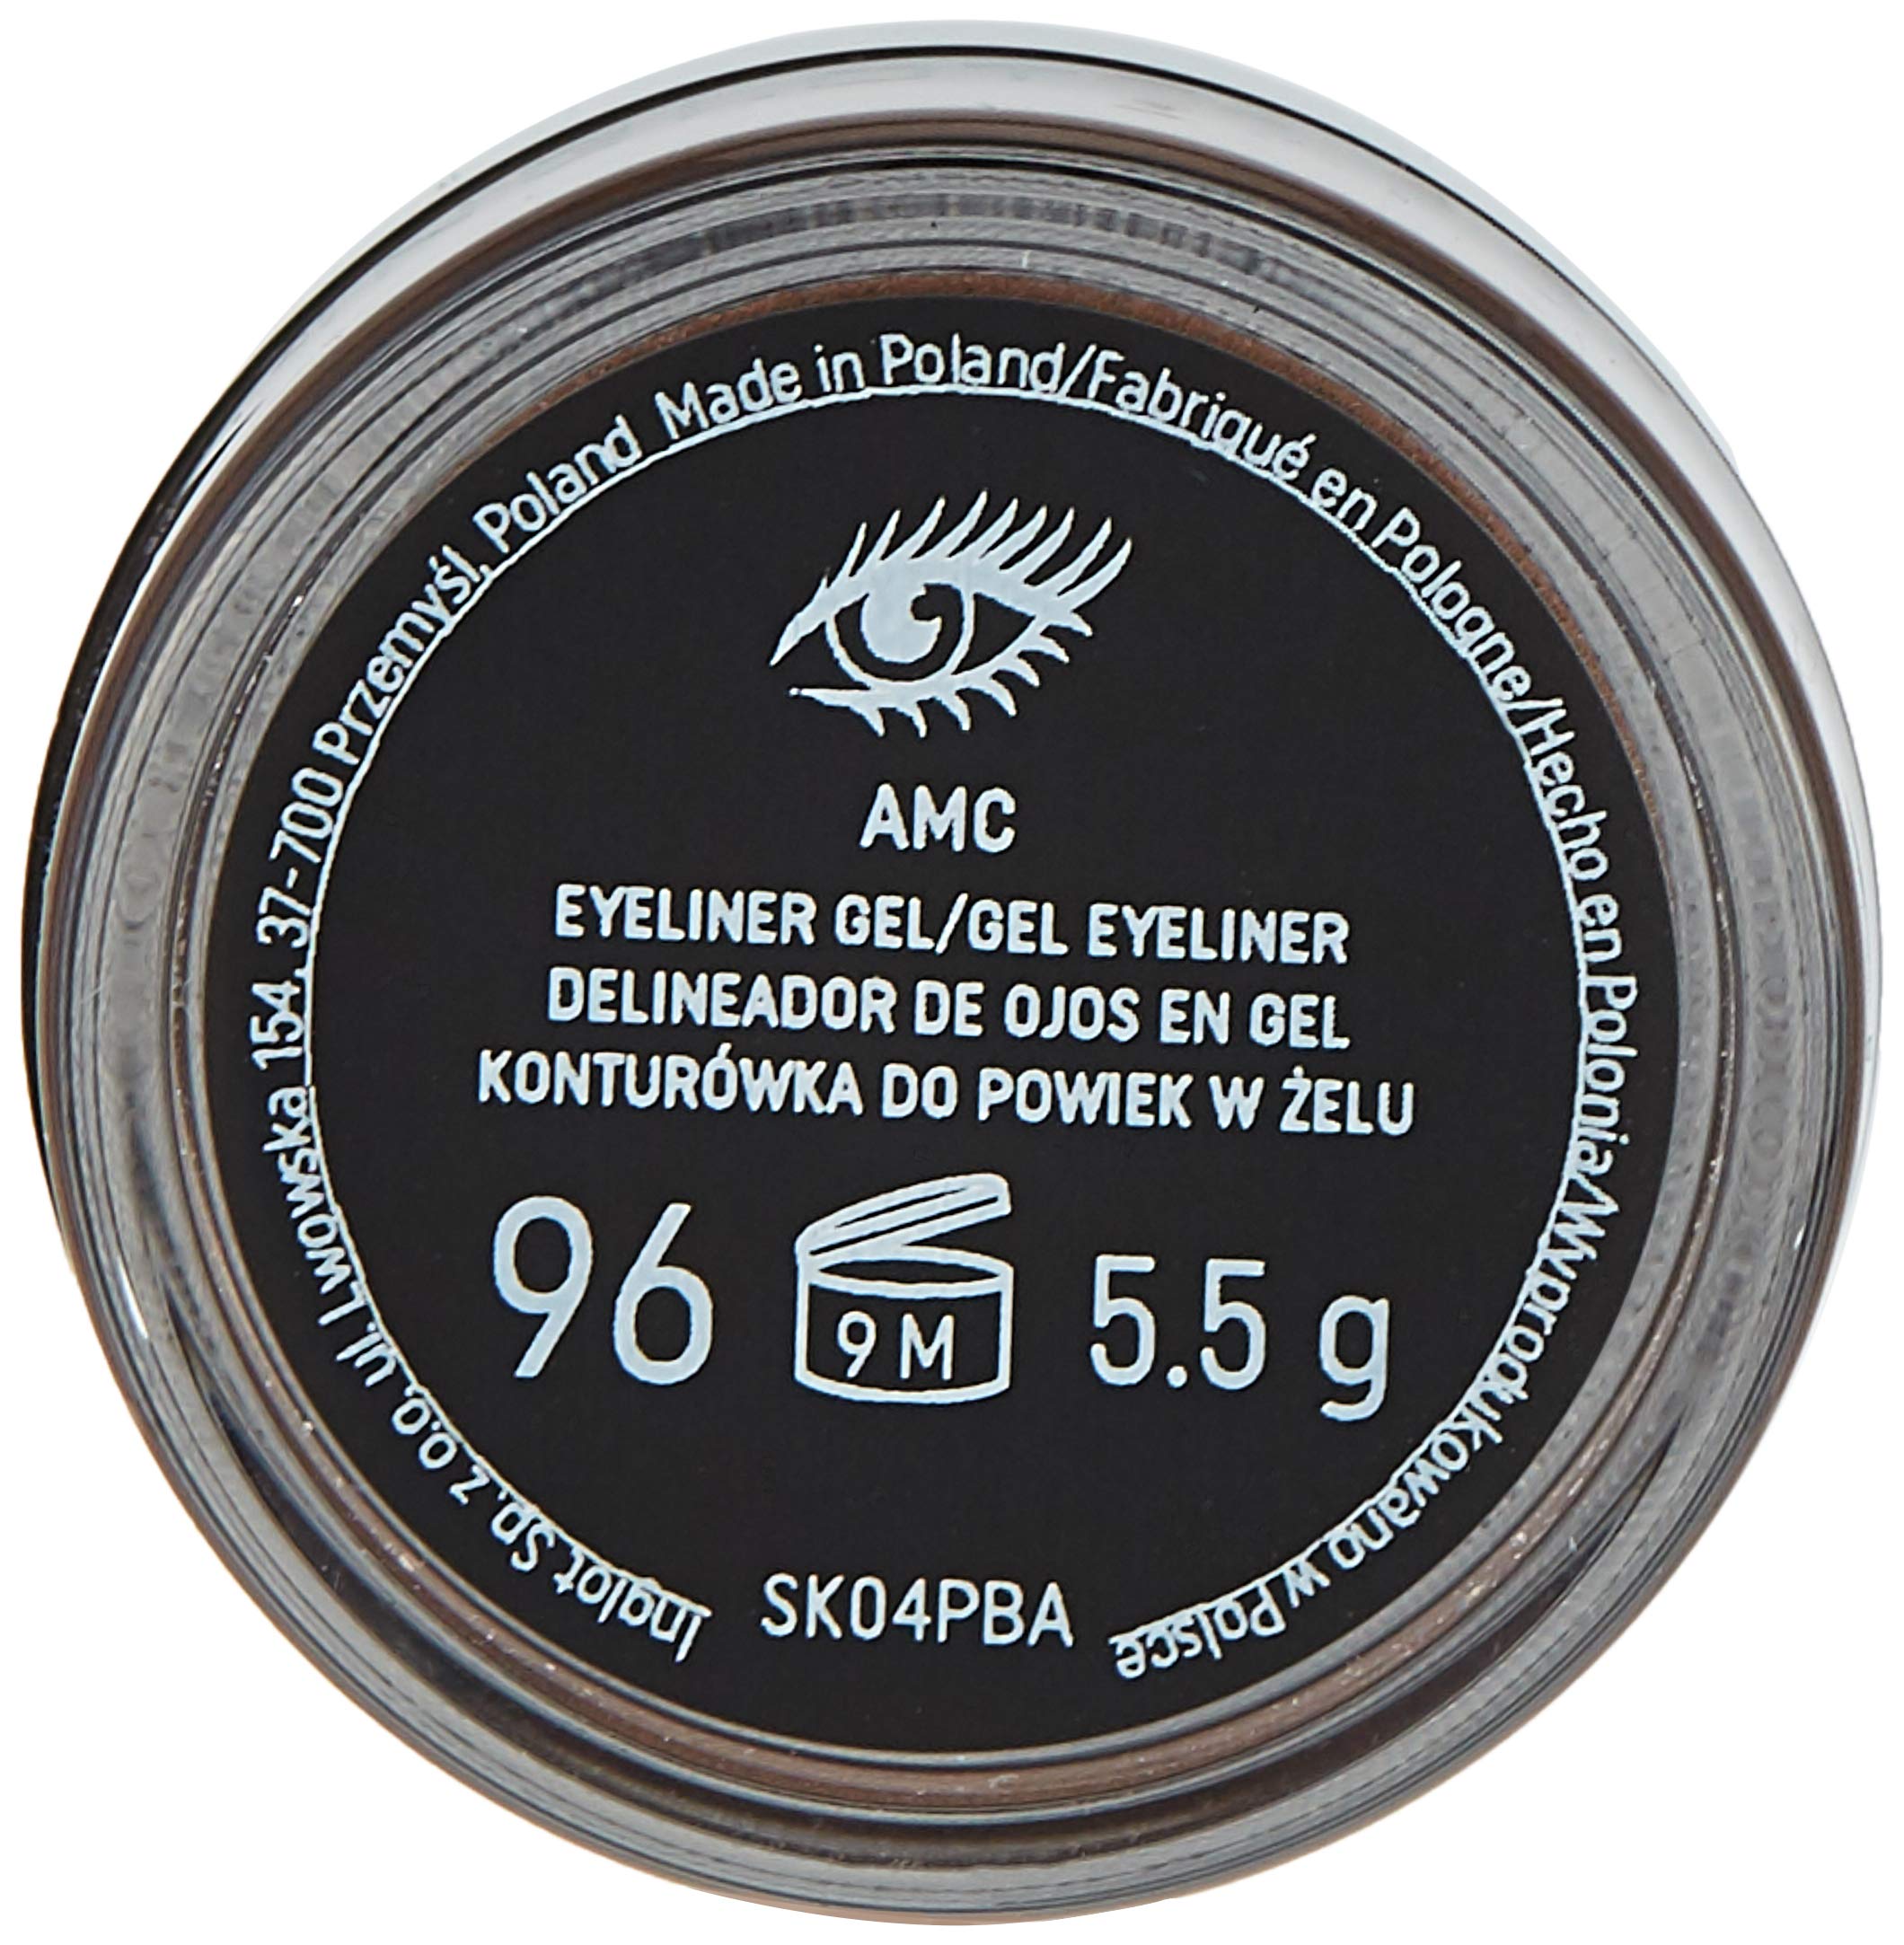 Inglot Sp. z o.o. ul. Lwowska 154, 37-700 Przemyśl, Poland Made in Poland/Fabriqué en Pologne/Hecho en Polonia/Wyprodukowano w Polsce
AMC
EYELINER GEL/GEL EYELINER
DELINEADOR DE OJOS EN GEL
KONTURÓWKA DO POWIEK W ŻELU
96 9M 5.5 g
SK04PBA